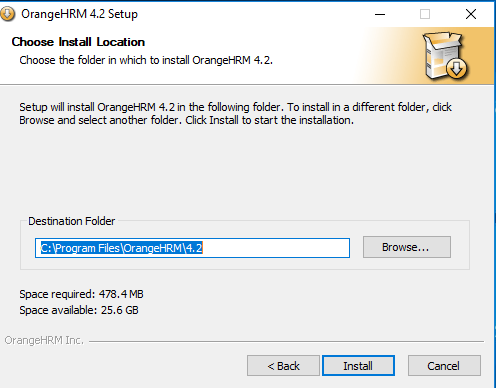 OrangeHRM 4.2 Setup
Choose Install Location
Choose the folder in which to install OrangeHRM 4.2.
Setup will install OrangeHRM 4.2 in the following folder. To install in a different folder, click
Browse and select another folder. Click Install to start the installation.
Destination Folder
C:\Program Files\OrangeHRM\4.2
Browse...
Space required: 478.4 MB
Space available: 25.6 GB
OrangeHRM Inc.
< Back
Install
Cancel